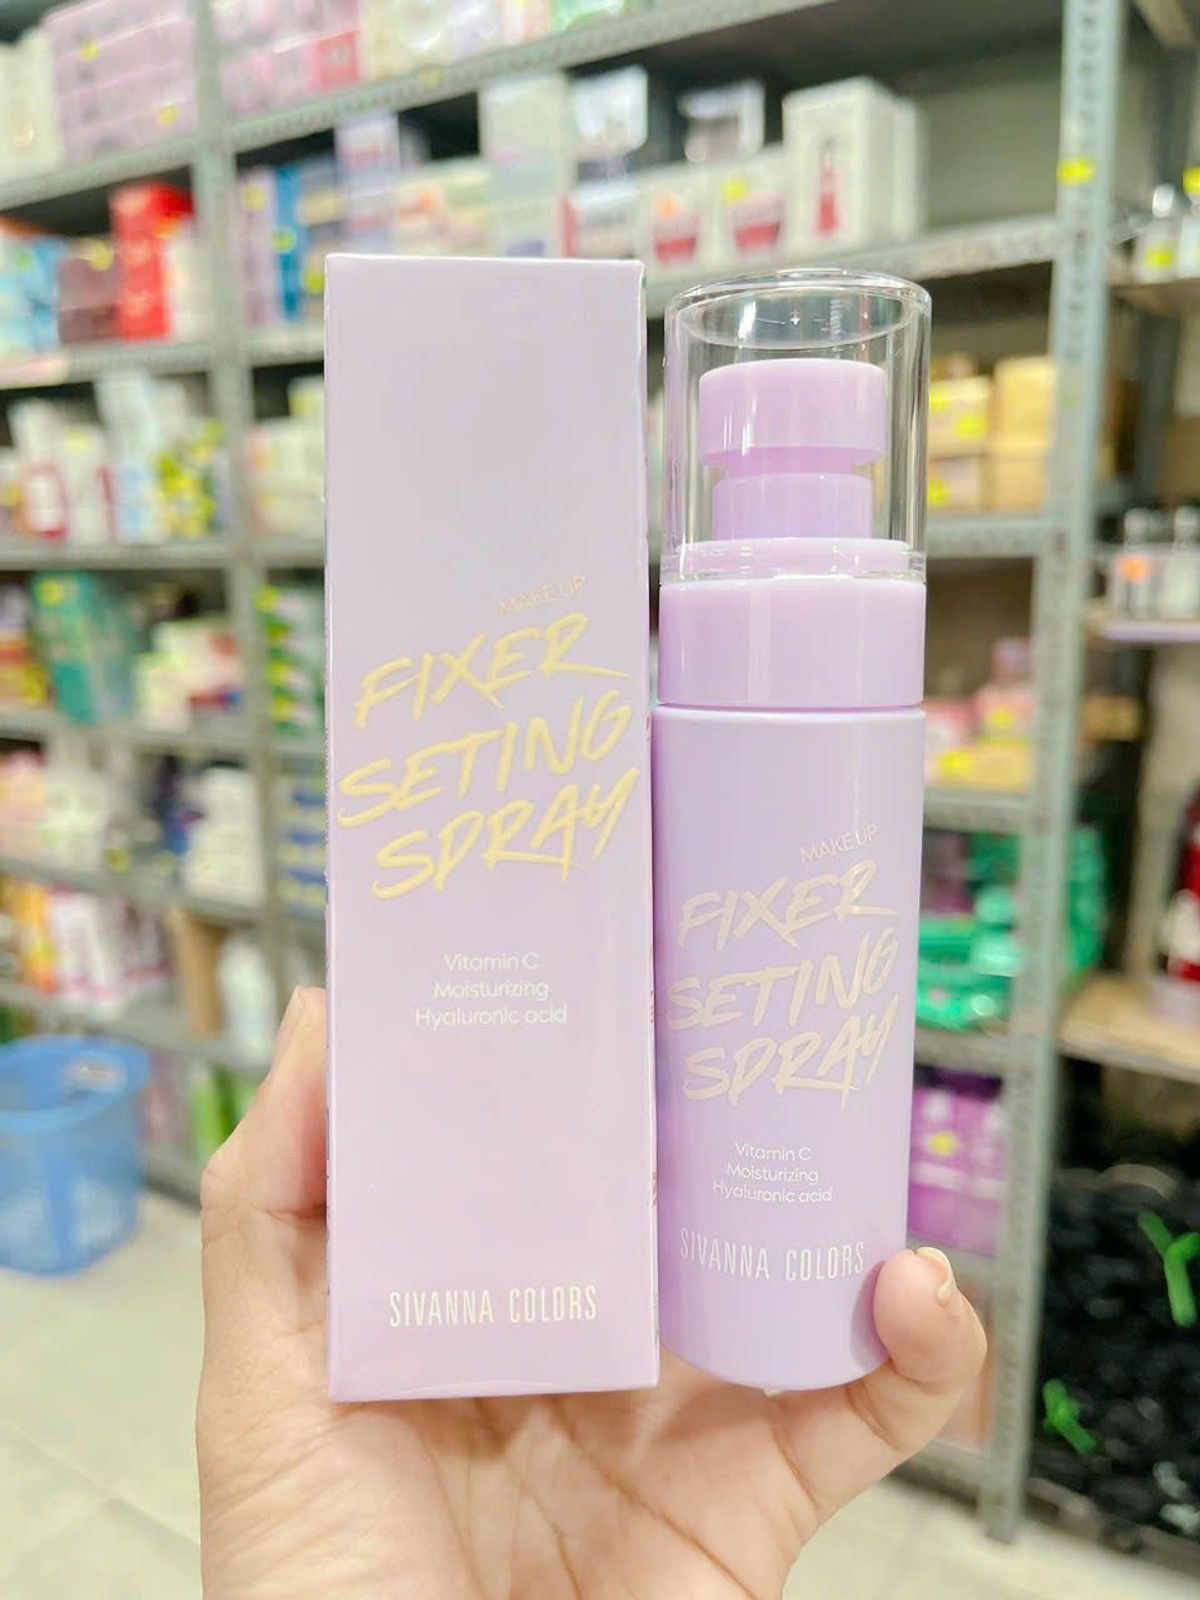 MAKE UP
FIXER
SETING
SPRAY
Vitamin C
Moisturizing
Hyaluronic acid
SIVANNA COLORS
MAKE UP
FIXER
SETING
SPRAY
Vitamin C
Moisturizing
Hyaluronic acid
SIVANNA COLORS